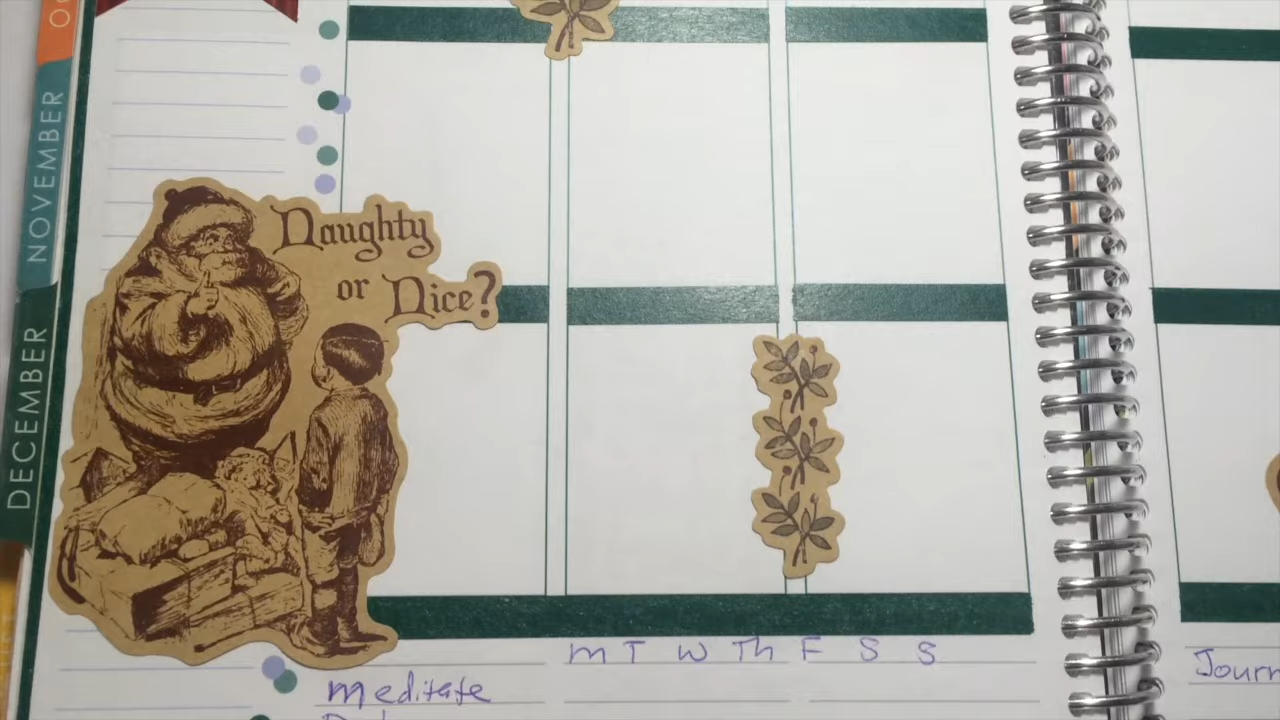 NOVEMBER
DECEMBER
Naughty
or Nice?
M T W Th F S S
meditate
Journ